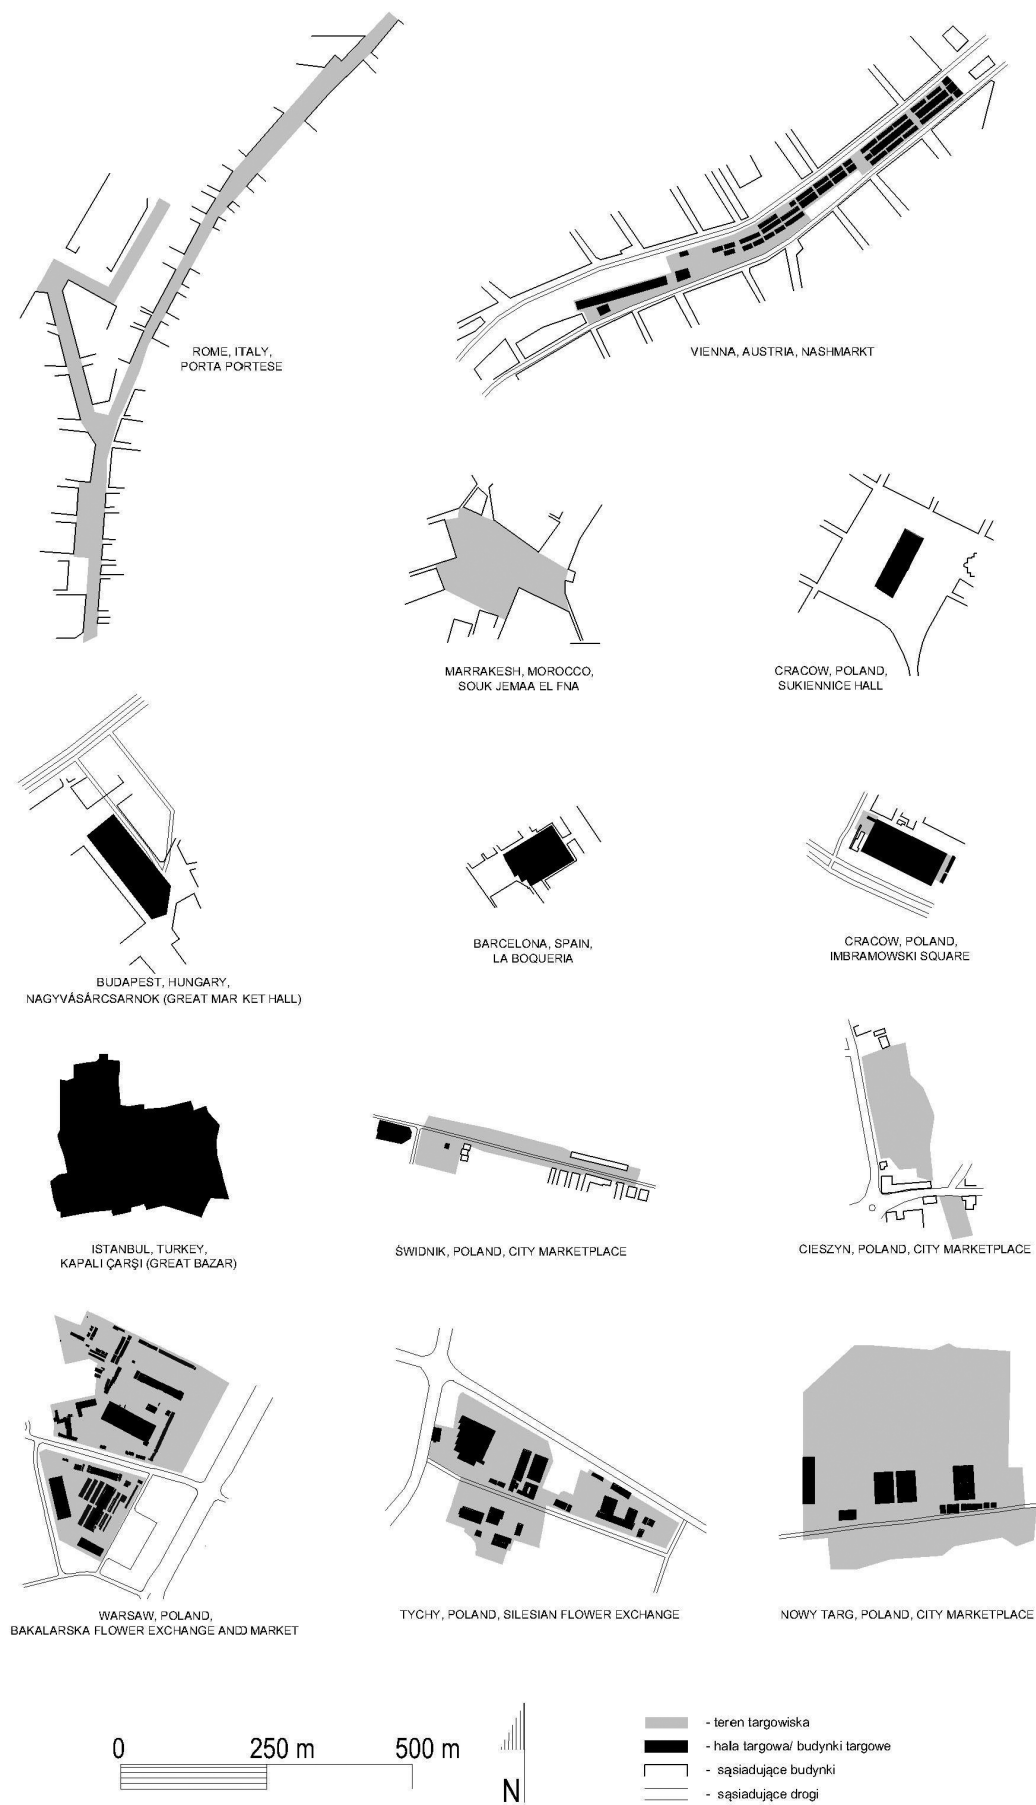 ROME, ITALY,
PORTA PORTESE
VIENNA, AUSTRIA, NASHMARKT
MARRAKESH, MOROCCO,
SOUK JEMAA EL FNA
CRACOW, POLAND,
SUKIENNICE HALL
BUDAPEST, HUNGARY,
NAGYVÁSÁRCSARNOK (GREAT MAR KET HALL)
BARCELONA, SPAIN,
LA BOQUERIA
CRACOW, POLAND,
IMBRAMOWSKI SQUARE
ISTANBUL, TURKEY,
KAPALI ÇARŞI (GREAT BAZAR)
ŚWIDNIK, POLAND, CITY MARKETPLACE
CIESZYN, POLAND, CITY MARKETPLACE
WARSAW, POLAND,
BAKALARSKA FLOWER EXCHANGE ANDD MARKET
TYCHY, POLAND, SILESIAN FLOWER EXCHANGE
NOWY TARG, POLAND, CITY MARKETPLACE
0 250 m 500 m
N
- teren targowiska
- hala targowa/ budynki targowe
- sąsiadujące budynki
- sąsiadujące drogi